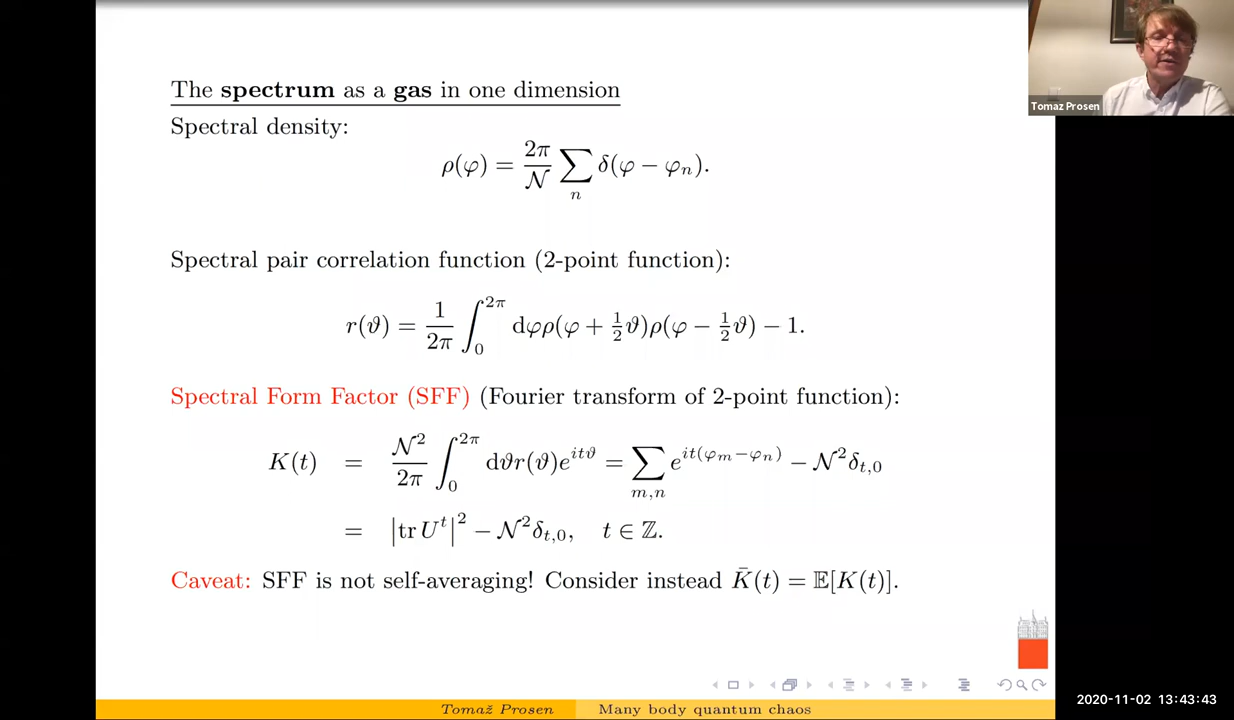 The spectrum as a gas in one dimension
Spectral density:
ρ(φ) = 2π/𝒩 ∑_n δ(φ − φ_n).
Spectral pair correlation function (2-point function):
r(ϑ) = 1/2π ∫_0^{2π} dφρ(φ + ½ϑ)ρ(φ − ½ϑ) − 1.
Spectral Form Factor (SFF) (Fourier transform of 2-point function):
K(t) = 𝒩²/2π ∫_0^{2π} dϑr(ϑ)e^{itϑ} = ∑_{m,n} e^{it(φ_m−φ_n)} − 𝒩²δ_{t,0}
= |tr U^t|² − 𝒩²δ_{t,0}, t ∈ ℤ.
Caveat: SFF is not self-averaging! Consider instead K̄(t) = 𝔼[K(t)].
Tomaž Prosen Many body quantum chaos
Tomaz Prosen
2020-11-02 13:43:43